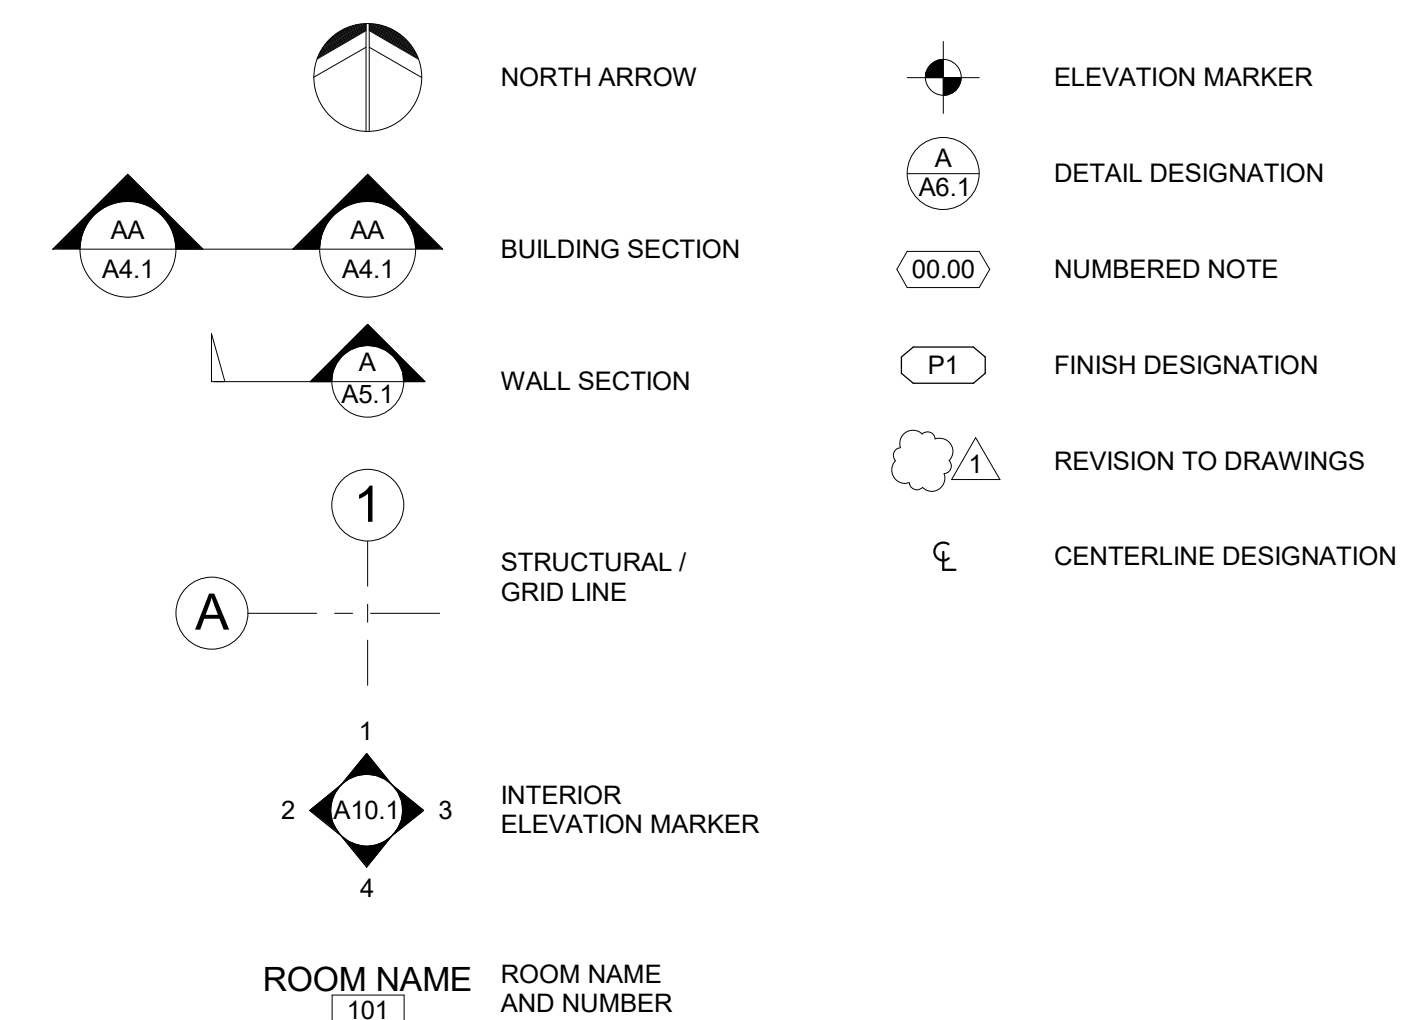 NORTH ARROW
AA
A4.1
AA
A4.1
BUILDING SECTION
A
A5.1
WALL SECTION
1
A
STRUCTURAL /
GRID LINE
1
2
A10.1
3
4
INTERIOR
ELEVATION MARKER
ROOM NAME
101
ROOM NAME
AND NUMBER
ELEVATION MARKER
A
A6.1
DETAIL DESIGNATION
00.00
NUMBERED NOTE
P1
FINISH DESIGNATION
1
REVISION TO DRAWINGS
℄
CENTERLINE DESIGNATION